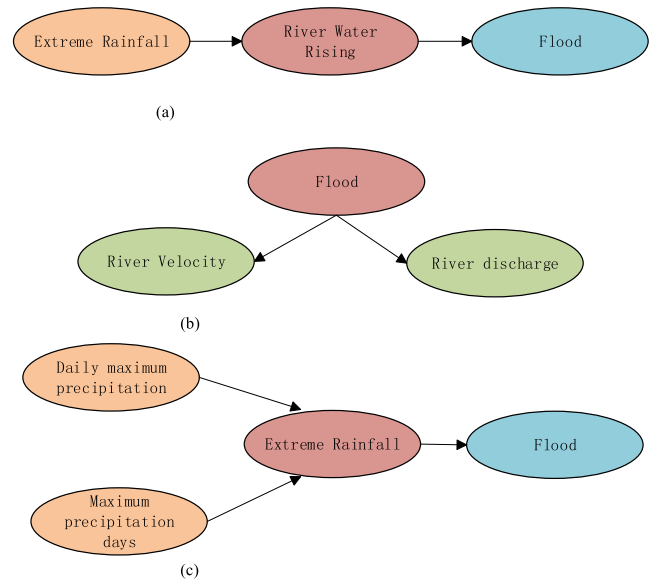 Extreme Rainfall
River Water
Rising
Flood
(a)
Flood
River Velocity
River discharge
(b)
Daily maximum
precipitation
Extreme Rainfall
Flood
Maximum
precipitation
days
(c)